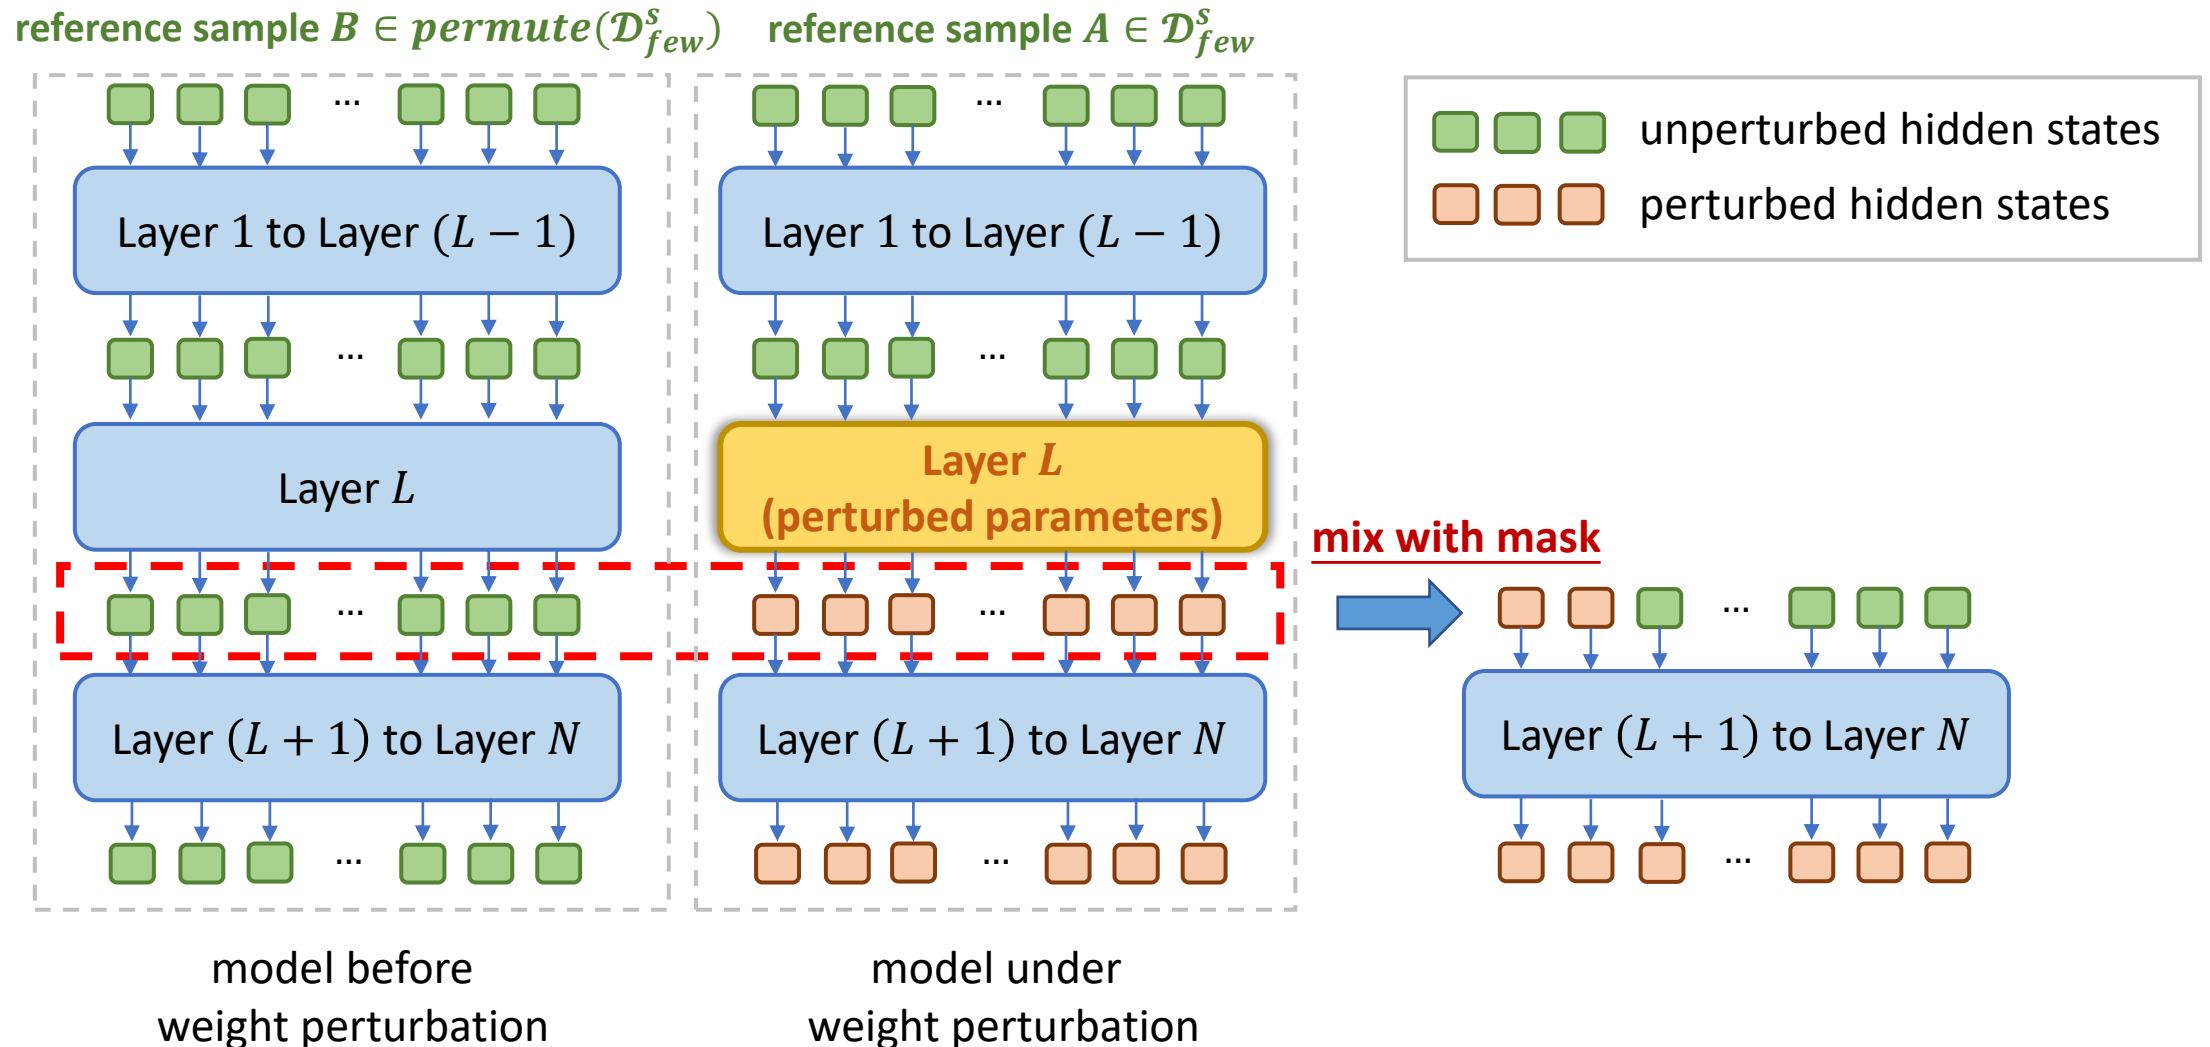 reference sample B ∈ permute(𝒟ˢ_few)
reference sample A ∈ 𝒟ˢ_few
... ...
unperturbed hidden states
perturbed hidden states
Layer 1 to Layer (L − 1)
Layer 1 to Layer (L − 1)
... ...
Layer L
Layer L
(perturbed parameters)
mix with mask
... ... ...
Layer (L + 1) to Layer N
Layer (L + 1) to Layer N
Layer (L + 1) to Layer N
... ... ...
model before
weight perturbation
model under
weight perturbation